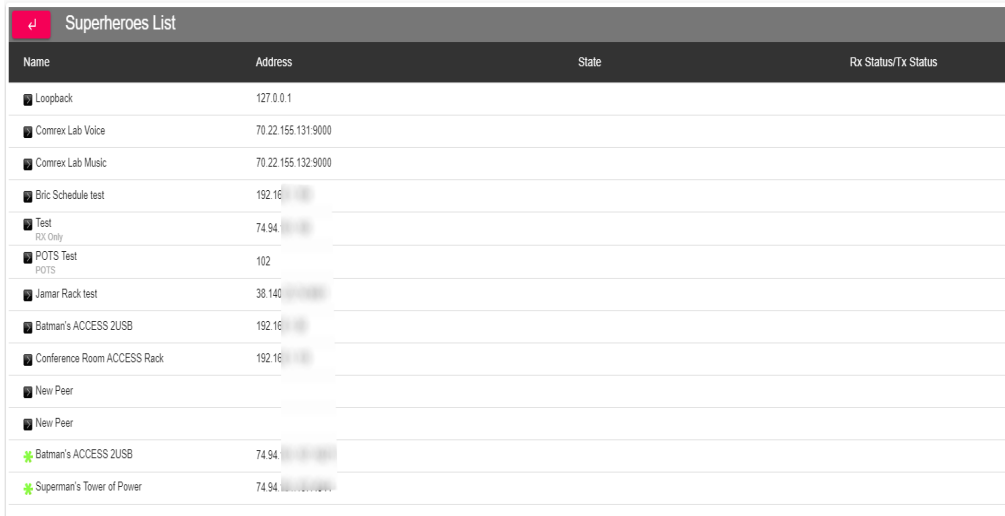 Superheroes List
Name Address State Rx Status/Tx Status
Loopback 127.0.0.1
Comrex Lab Voice 70.22.155.131:9000
Comrex Lab Music 70.22.155.132:9000
Bric Schedule test 192.16
Test 74.94.
RX Only
POTS Test 102
POTS
Jamar Rack test 38.140
Batman's ACCESS 2USB 192.16
Conference Room ACCESS Rack 192.16
New Peer
New Peer
Batman's ACCESS 2USB 74.94.
Superman's Tower of Power 74.94.